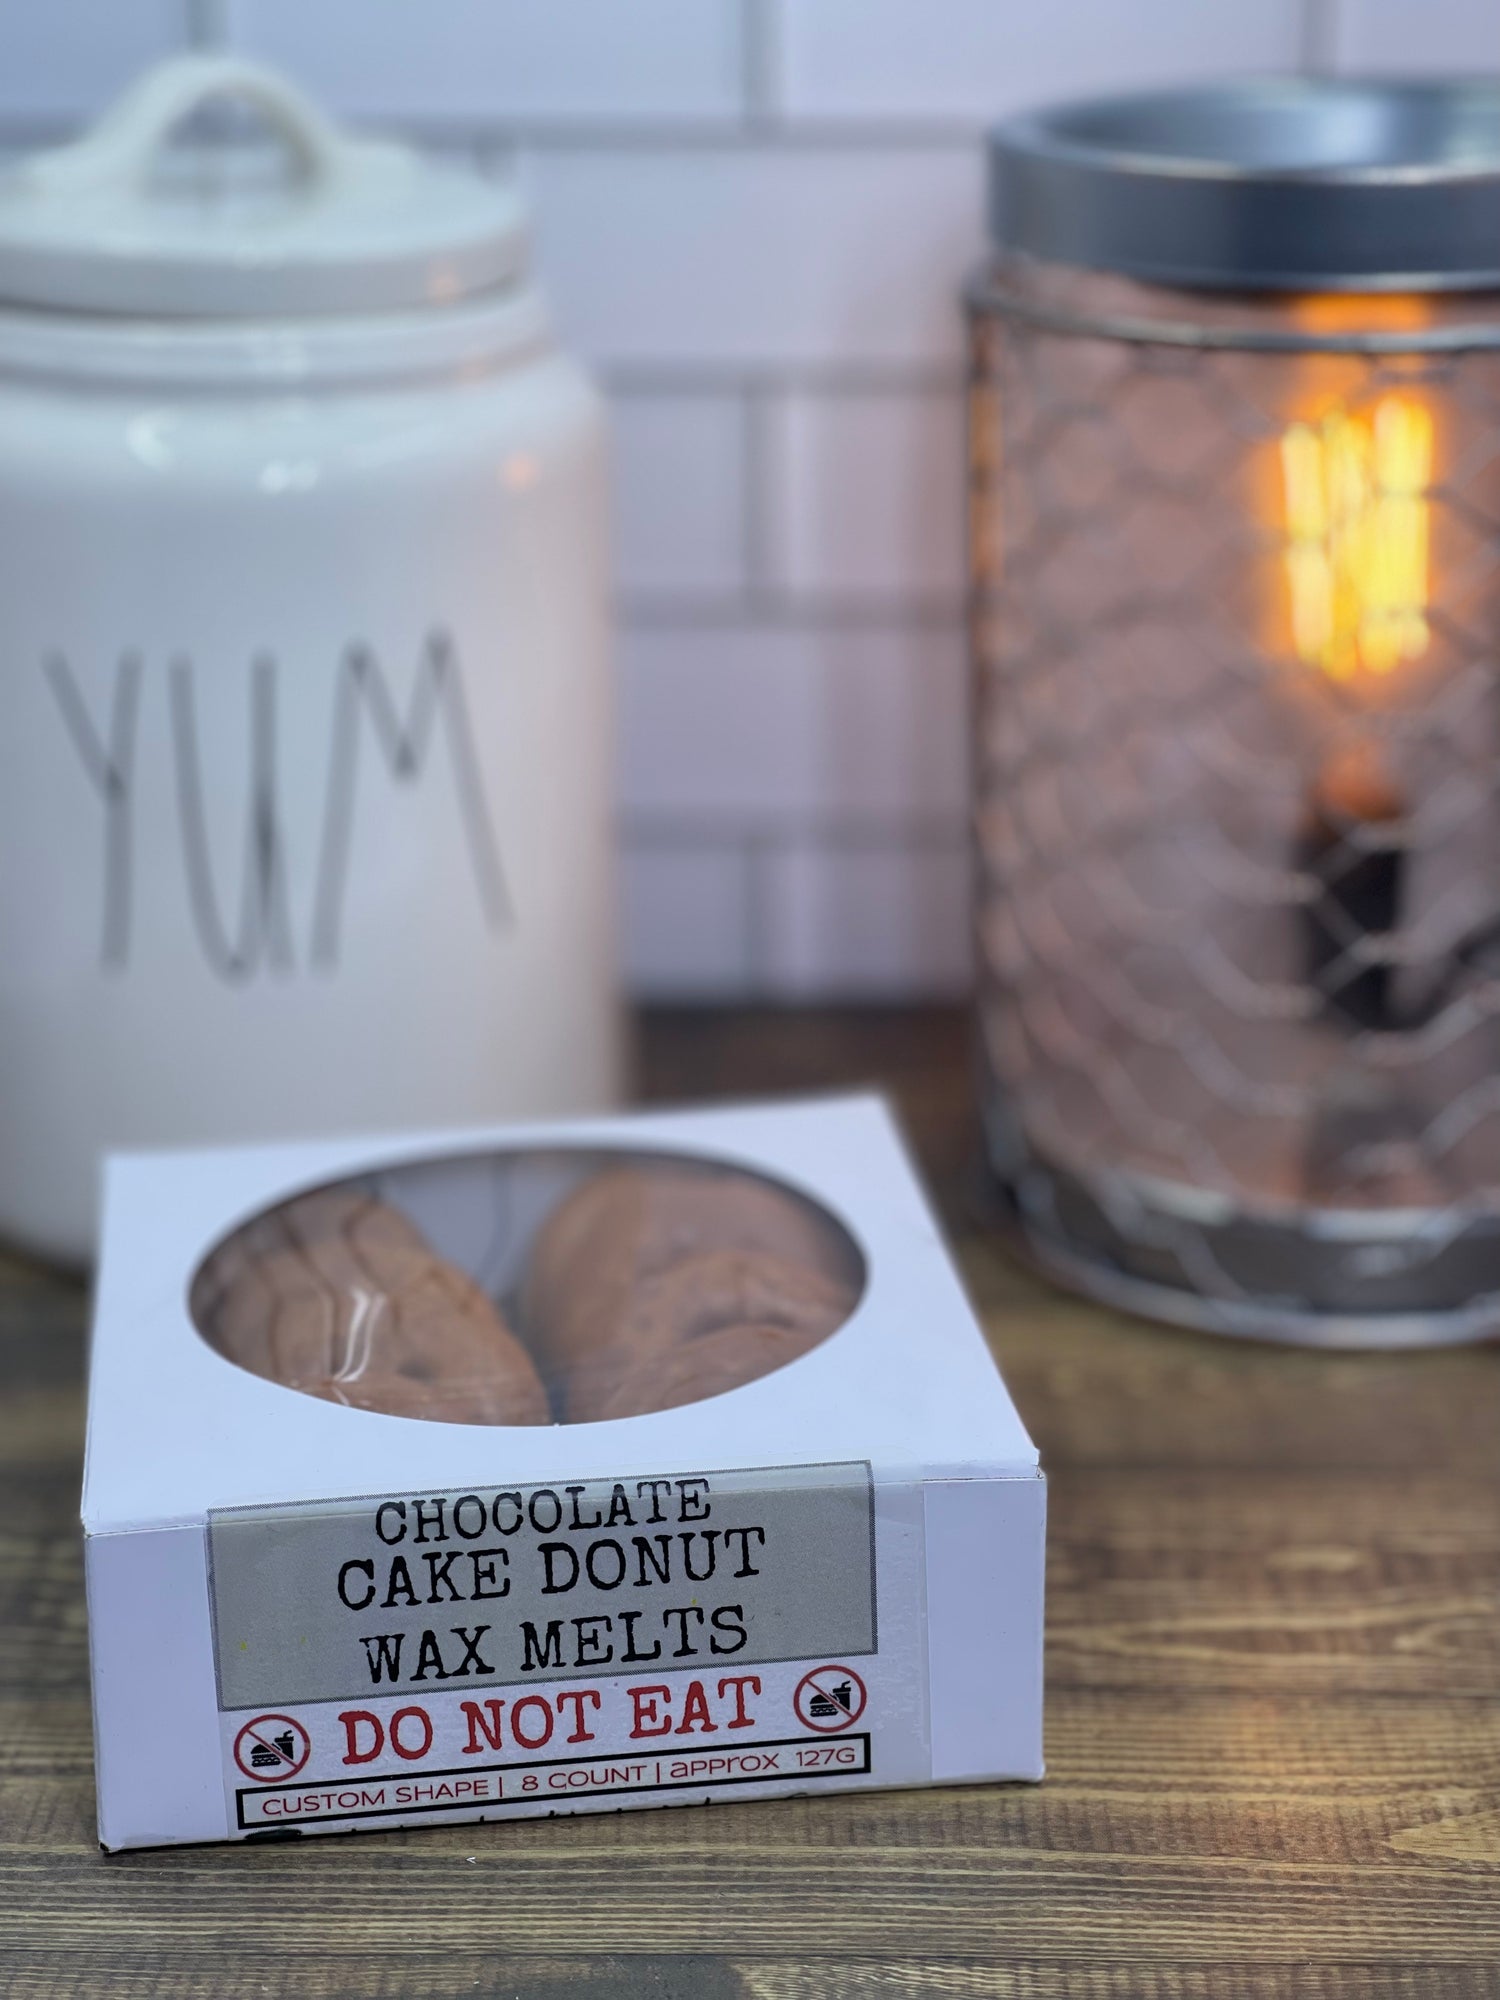 YUM
CHOCOLATE
CAKE DONUT
WAX MELTS
DO NOT EAT
CUSTOM SHAPE | 8 COUNT | approx 127G